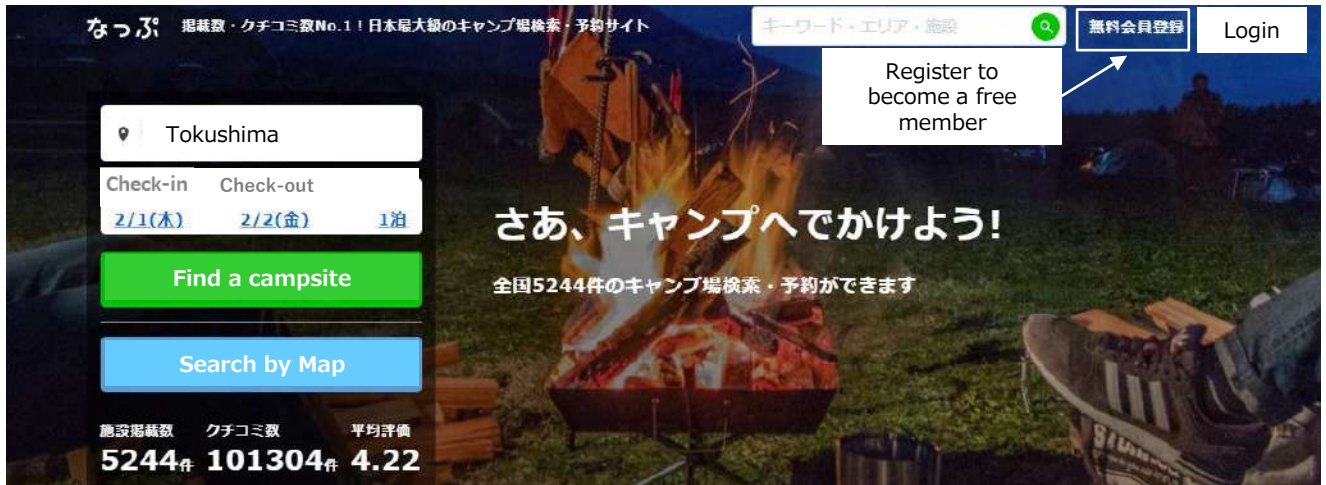 なっぷ 掲載数・クチコミ数No.1!日本最大級のキャンプ場検索・予約サイト
キーワード・エリア・施設
無料会員登録
Login
Register to
become a free
member
Tokushima
Check-in Check-out
2/1(木) 2/2(金) 1泊
Find a campsite
Search by Map
施設掲載数 クチコミ数 平均評価
5244件 101304件 4.22
さあ、キャンプへでかけよう!
全国5244件のキャンプ場検索・予約ができます